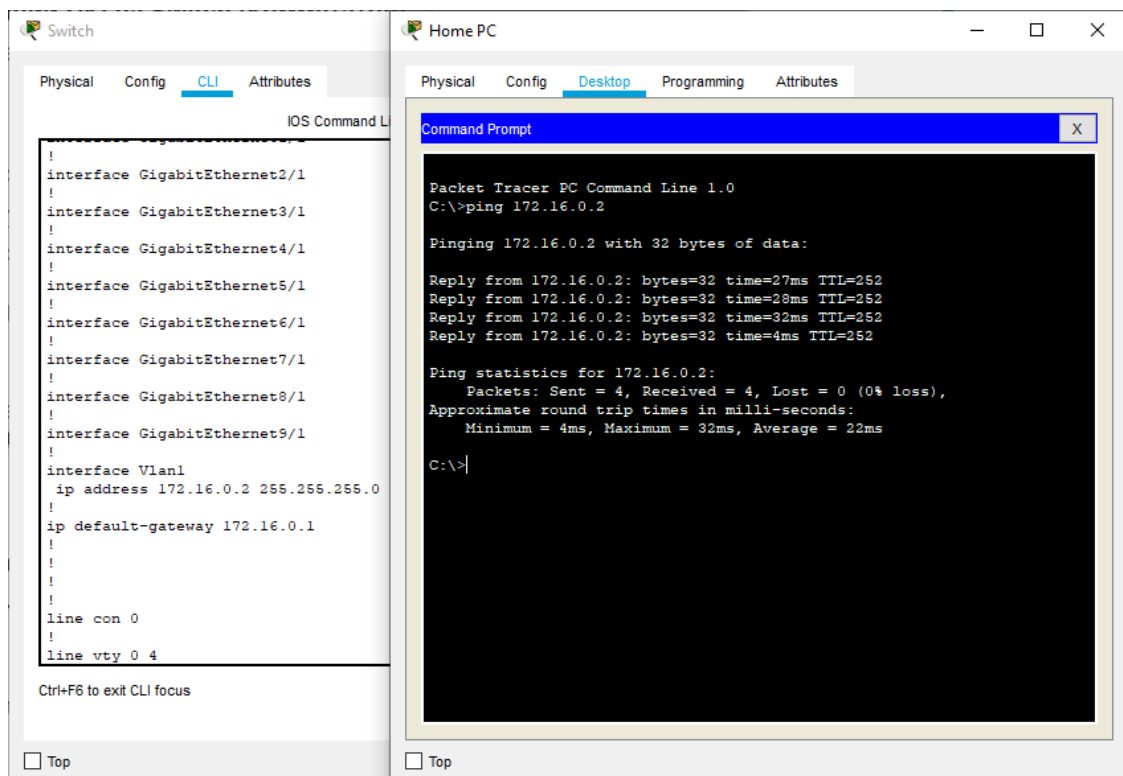 Switch
Physical Config CLI Attributes
IOS Command Li
!
interface GigabitEthernet2/1
!
interface GigabitEthernet3/1
!
interface GigabitEthernet4/1
!
interface GigabitEthernet5/1
!
interface GigabitEthernet6/1
!
interface GigabitEthernet7/1
!
interface GigabitEthernet8/1
!
interface GigabitEthernet9/1
!
interface Vlan1
ip address 172.16.0.2 255.255.255.0
!
ip default-gateway 172.16.0.1
!
!
!
!
line con 0
!
line vty 0 4
Ctrl+F6 to exit CLI focus
Top
Home PC
Physical Config Desktop Programming Attributes
Command Prompt
X
Packet Tracer PC Command Line 1.0
C:\>ping 172.16.0.2
Pinging 172.16.0.2 with 32 bytes of data:
Reply from 172.16.0.2: bytes=32 time=27ms TTL=252
Reply from 172.16.0.2: bytes=32 time=28ms TTL=252
Reply from 172.16.0.2: bytes=32 time=32ms TTL=252
Reply from 172.16.0.2: bytes=32 time=4ms TTL=252
Ping statistics for 172.16.0.2:
Packets: Sent = 4, Received = 4, Lost = 0 (0% loss),
Approximate round trip times in milli-seconds:
Minimum = 4ms, Maximum = 32ms, Average = 22ms
C:\>
Top